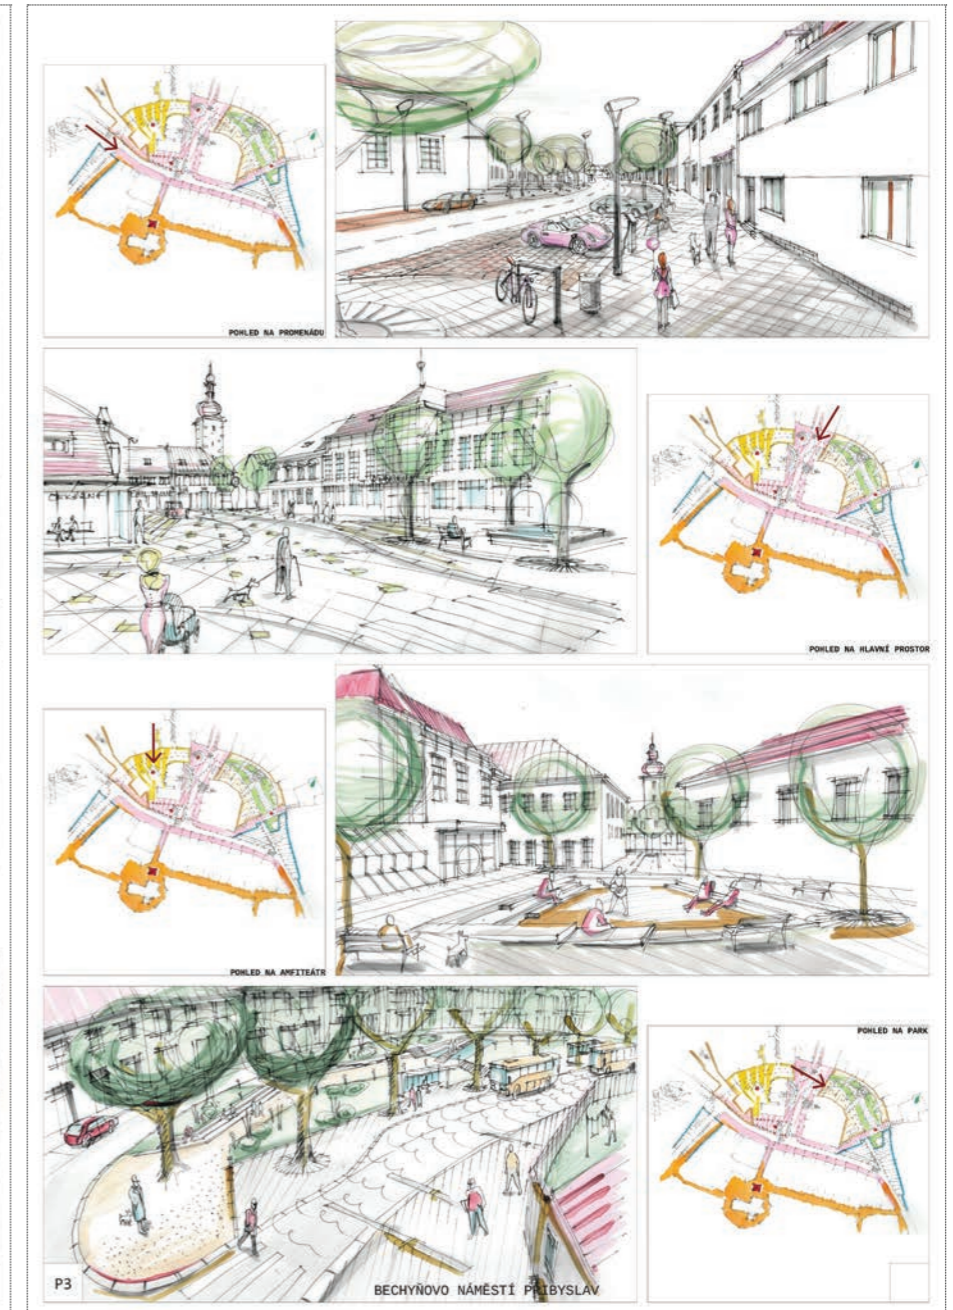 POHLED NA PROMENÁDU
POHLED NA HLAVNÍ PROSTOR
POHLED NA AMFITEÁTR
POHLED NA PARK
P3
BECHYŇOVO NÁMĚSTÍ PŘIBYSLAV